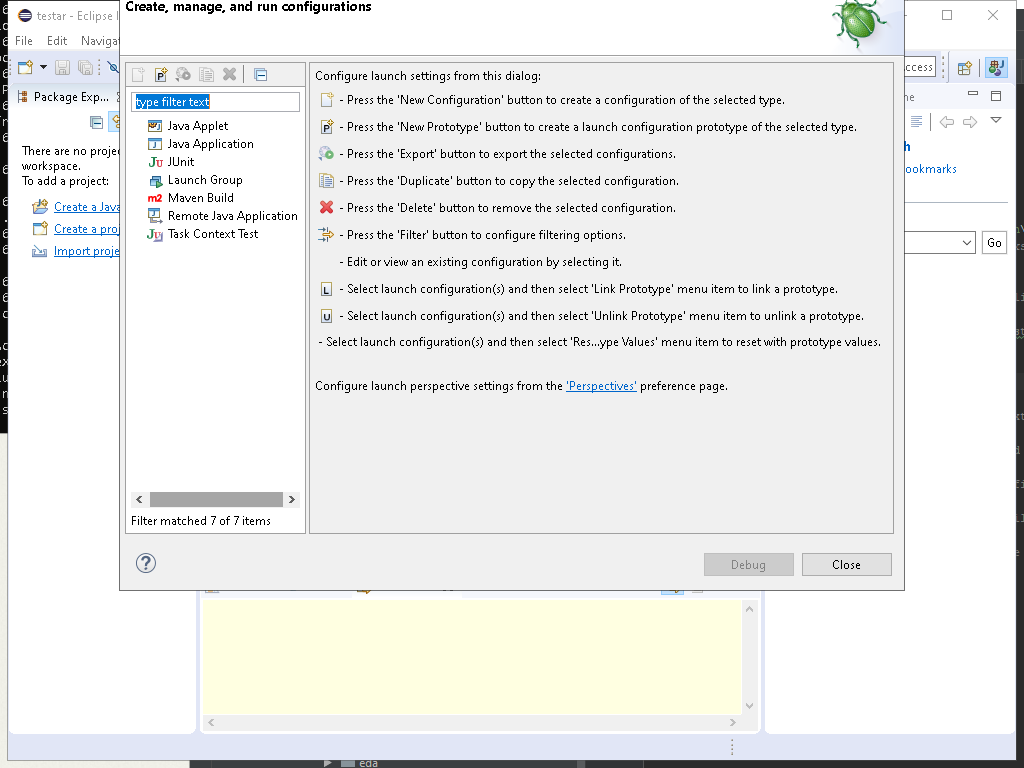 Create, manage, and run configurations
testar - Eclipse
File Edit
ccess
Package Exp...
type filter text
Java Applet
Java Application
JUnit
Launch Group
Maven Build
Remote Java Application
Task Context Test
Filter matched 7 of 7 items
Configure launch settings from this dialog:
- Press the 'New Configuration' button to create a configuration of the selected type.
- Press the 'New Prototype' button to create a launch configuration prototype of the selected type.
- Press the 'Export' button to export the selected configurations.
- Press the 'Duplicate' button to copy the selected configuration.
- Press the 'Delete' button to remove the selected configuration.
- Press the 'Filter' button to configure filtering options.
- Edit or view an existing configuration by selecting it.
- Select launch configuration(s) and then select 'Link Prototype' menu item to link a prototype.
- Select launch configuration(s) and then select 'Unlink Prototype' menu item to unlink a prototype.
- Select launch configuration(s) and then select 'Res...ype Values' menu item to reset with prototype values.
Configure launch perspective settings from the 'Perspectives' preference page.
There are no projec
workspace.
To add a project:
Create a Java
Create a proj
Import proje
ookmarks
Go
Debug
Close
eda